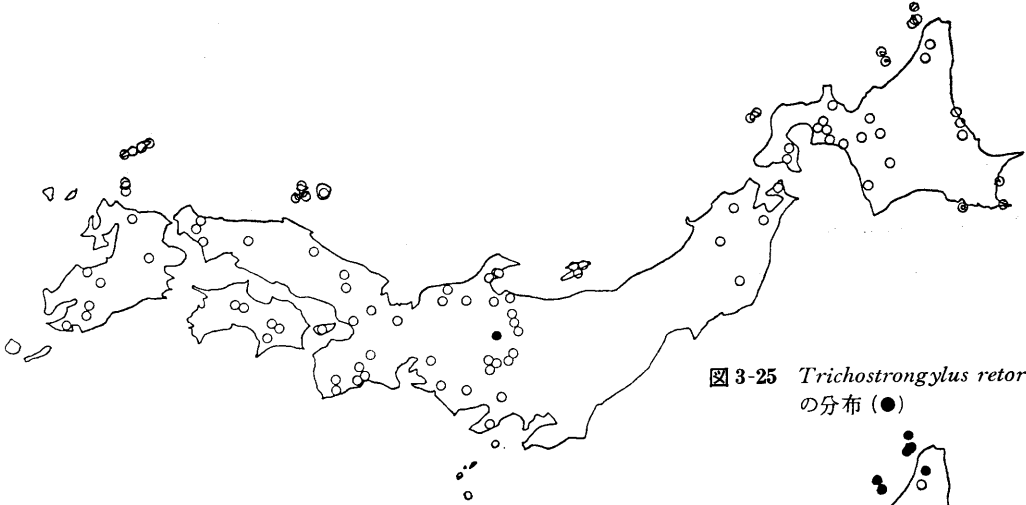 図 3-25 Trichostrongylus retor
の分布 (●)